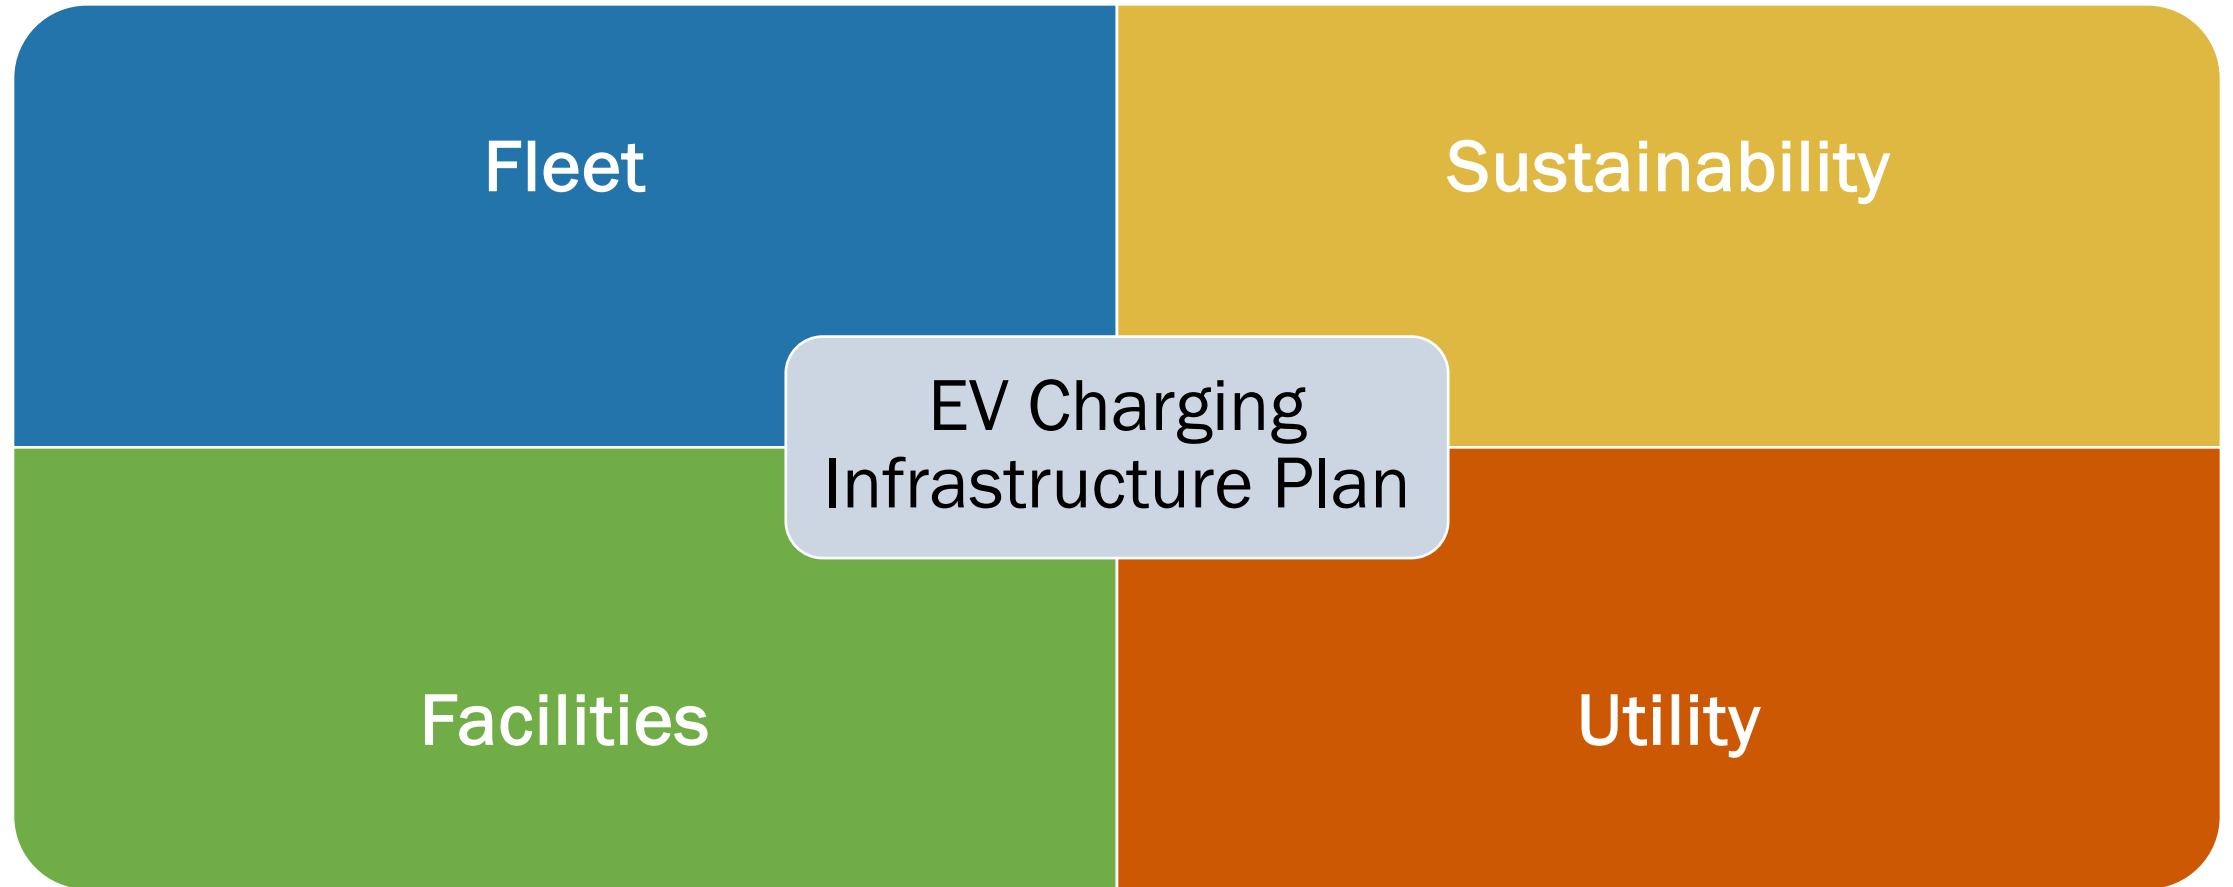 Fleet
Sustainability
EV Charging
Infrastructure Plan
Facilities
Utility